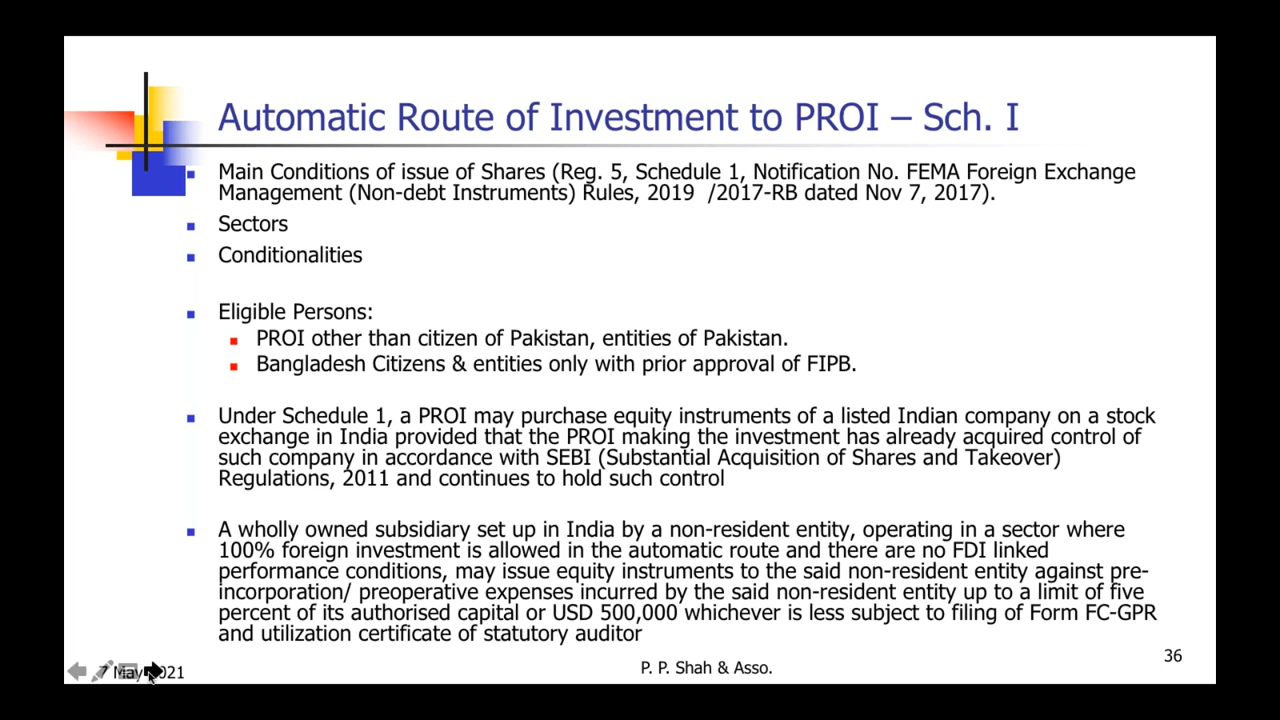 Automatic Route of Investment to PROI – Sch. I
Main Conditions of issue of Shares (Reg. 5, Schedule 1, Notification No. FEMA Foreign Exchange
Management (Non-debt Instruments) Rules, 2019 /2017-RB dated Nov 7, 2017).
Sectors
Conditionalities
Eligible Persons:
PROI other than citizen of Pakistan, entities of Pakistan.
Bangladesh Citizens & entities only with prior approval of FIPB.
Under Schedule 1, a PROI may purchase equity instruments of a listed Indian company on a stock
exchange in India provided that the PROI making the investment has already acquired control of
such company in accordance with SEBI (Substantial Acquisition of Shares and Takeover)
Regulations, 2011 and continues to hold such control
A wholly owned subsidiary set up in India by a non-resident entity, operating in a sector where
100% foreign investment is allowed in the automatic route and there are no FDI linked
performance conditions, may issue equity instruments to the said non-resident entity against pre-
incorporation/ preoperative expenses incurred by the said non-resident entity up to a limit of five
percent of its authorised capital or USD 500,000 whichever is less subject to filing of Form FC-GPR
and utilization certificate of statutory auditor
36
7 May 2021
P. P. Shah & Asso.